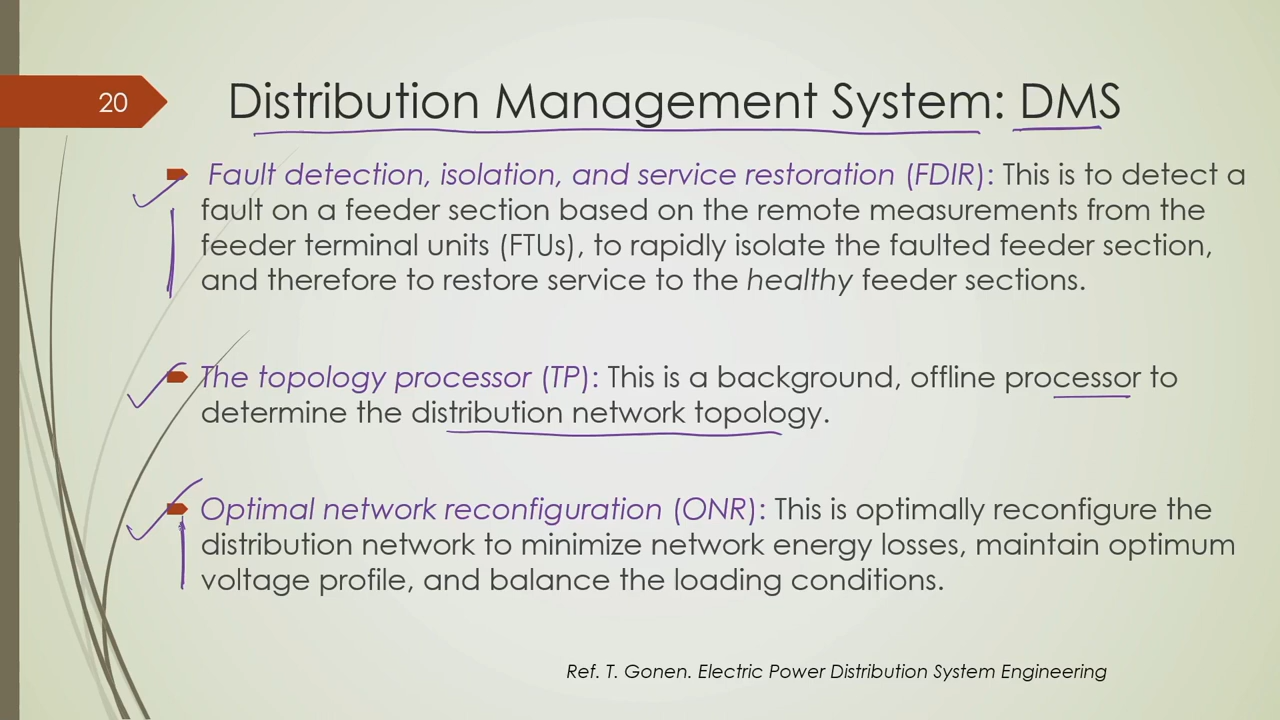 20
Distribution Management System: DMS
Fault detection, isolation, and service restoration (FDIR): This is to detect a
fault on a feeder section based on the remote measurements from the
feeder terminal units (FTUs), to rapidly isolate the faulted feeder section,
and therefore to restore service to the healthy feeder sections.
The topology processor (TP): This is a background, offline processor to
determine the distribution network topology.
Optimal network reconfiguration (ONR): This is optimally reconfigure the
distribution network to minimize network energy losses, maintain optimum
voltage profile, and balance the loading conditions.
Ref. T. Gonen. Electric Power Distribution System Engineering